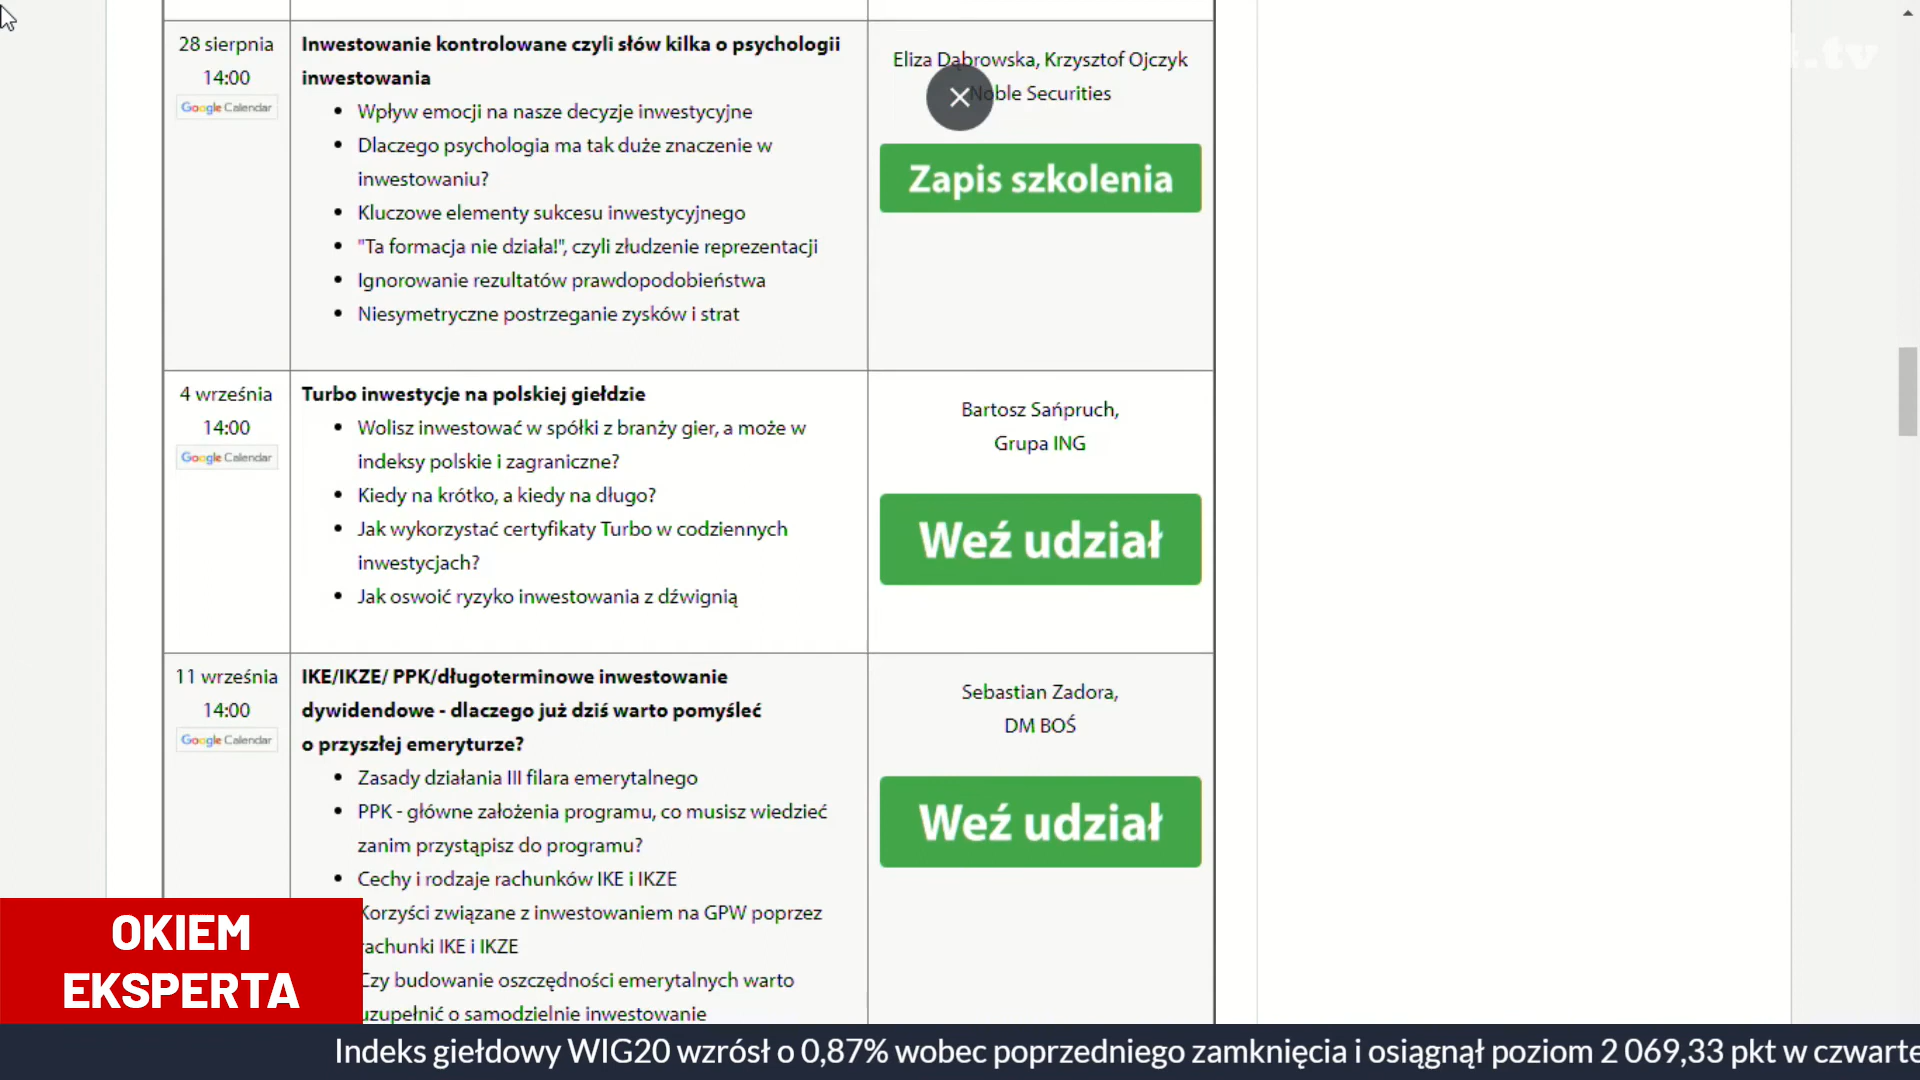 28 sierpnia
14:00
Google Calendar
Inwestowanie kontrolowane czyli słów kilka o psychologii
inwestowania
Wpływ emocji na nasze decyzje inwestycyjne
Dlaczego psychologia ma tak duże znaczenie w
inwestowaniu?
Kluczowe elementy sukcesu inwestycyjnego
"Ta formacja nie działa!", czyli złudzenie reprezentacji
Ignorowanie rezultatów prawdopodobieństwa
Niesymetryczne postrzeganie zysków i strat
Eliza Dąbrowska, Krzysztof Ojczyk
Noble Securities
Zapis szkolenia
4 września
14:00
Google Calendar
Turbo inwestycje na polskiej giełdzie
Wolisz inwestować w spółki z branży gier, a może w
indeksy polskie i zagraniczne?
Kiedy na krótko, a kiedy na długo?
Jak wykorzystać certyfikaty Turbo w codziennych
inwestycjach?
Jak oswoić ryzyko inwestowania z dźwignią
Bartosz Sańpruch,
Grupa ING
Weź udział
11 września
14:00
Google Calendar
IKE/IKZE/ PPK/długoterminowe inwestowanie
dywidendowe - dlaczego już dziś warto pomyśleć
o przyszłej emeryturze?
Zasady działania III filara emerytalnego
PPK - główne założenia programu, co musisz wiedzieć
zanim przystąpisz do programu?
Cechy i rodzaje rachunków IKE i IKZE
Korzyści związane z inwestowaniem na GPW poprzez
rachunki IKE i IKZE
Czy budowanie oszczędności emerytalnych warto
uzupełnić o samodzielnie inwestowanie
Sebastian Zadora,
DM BOŚ
Weź udział
.tv
OKIEM
EKSPERTA
Indeks giełdowy WIG20 wzrósł o 0,87% wobec poprzedniego zamknięcia i osiągnął poziom 2 069,33 pkt w czwarte